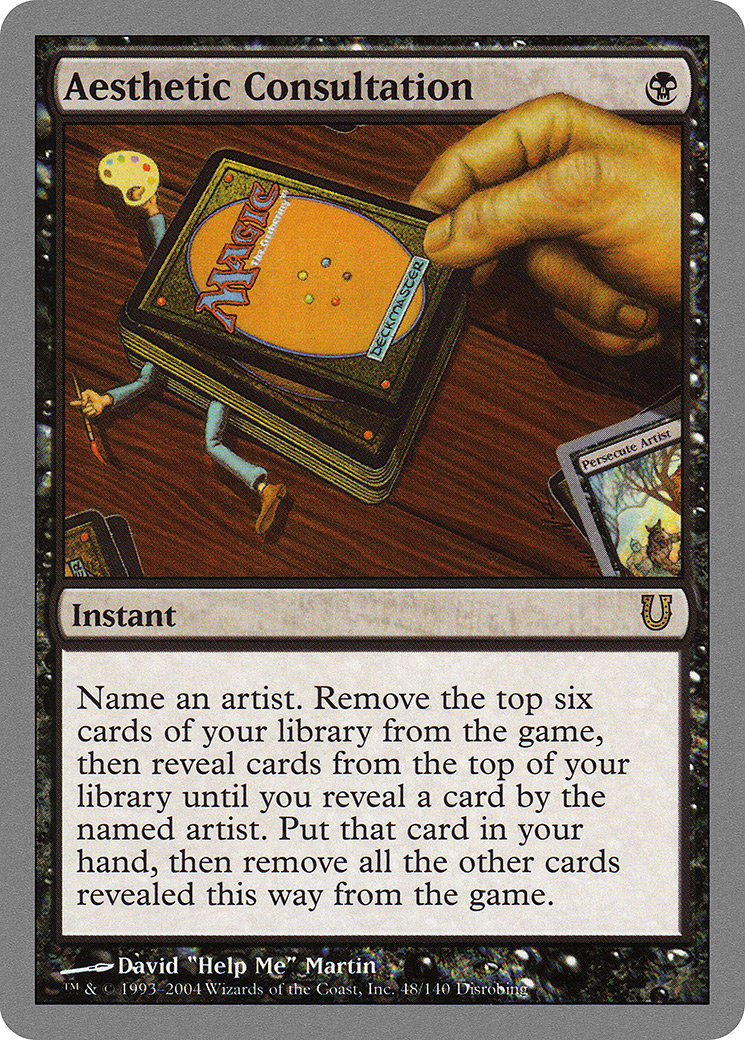 Aesthetic Consultation
MAGIC
The Gathering®
DECKMASTER
Persecute Artist
Instant
Name an artist. Remove the top six
cards of your library from the game,
then reveal cards from the top of your
library until you reveal a card by the
named artist. Put that card in your
hand, then remove all the other cards
revealed this way from the game.
David "Help Me" Martin
™ & © 1993–2004 Wizards of the Coast, Inc. 48/140 Disrobing